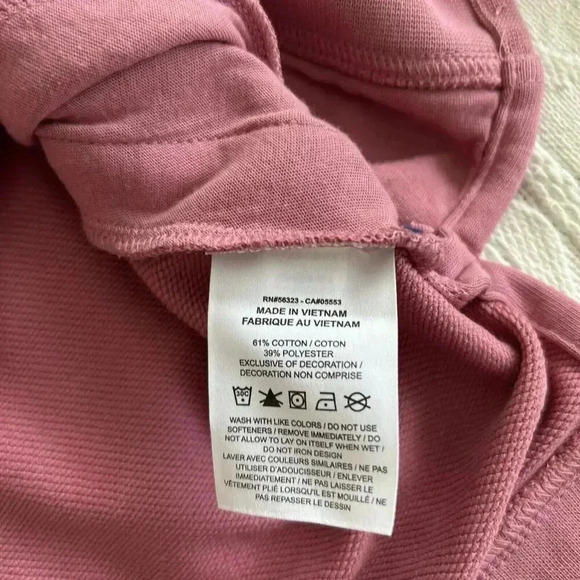 RN#56323 - CA#05553
MADE IN VIETNAM
FABRIQUE AU VIETNAM
61% COTTON / COTON
39% POLYESTER
EXCLUSIVE OF DECORATION /
DECORATION NON COMPRISE
30C
WASH WITH LIKE COLORS / DO NOT USE
SOFTENERS / REMOVE IMMEDIATELY / DO
NOT ALLOW TO LAY ON ITSELF WHEN WET /
DO NOT IRON DESIGN
LAVER AVEC COULEURS SIMILAIRES / NE PAS
UTILISER D'ADOUCISSEUR / ENLEVER
IMMEDIATEMENT / NE PAS LAISSER LE
VÊTEMENT PLIÉ LORSQU'IL EST MOUILLÉ / NE
PAS REPASSER LE DESSIN